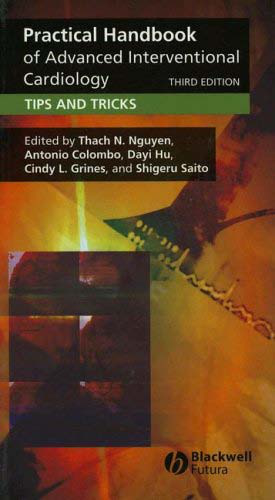 Practical Handbook
of Advanced Interventional
Cardiology THIRD EDITION
TIPS AND TRICKS
Edited by Thach N. Nguyen,
Antonio Colombo, Dayi Hu,
Cindy L. Grines, and Shigeru Saito
Blackwell
Futura